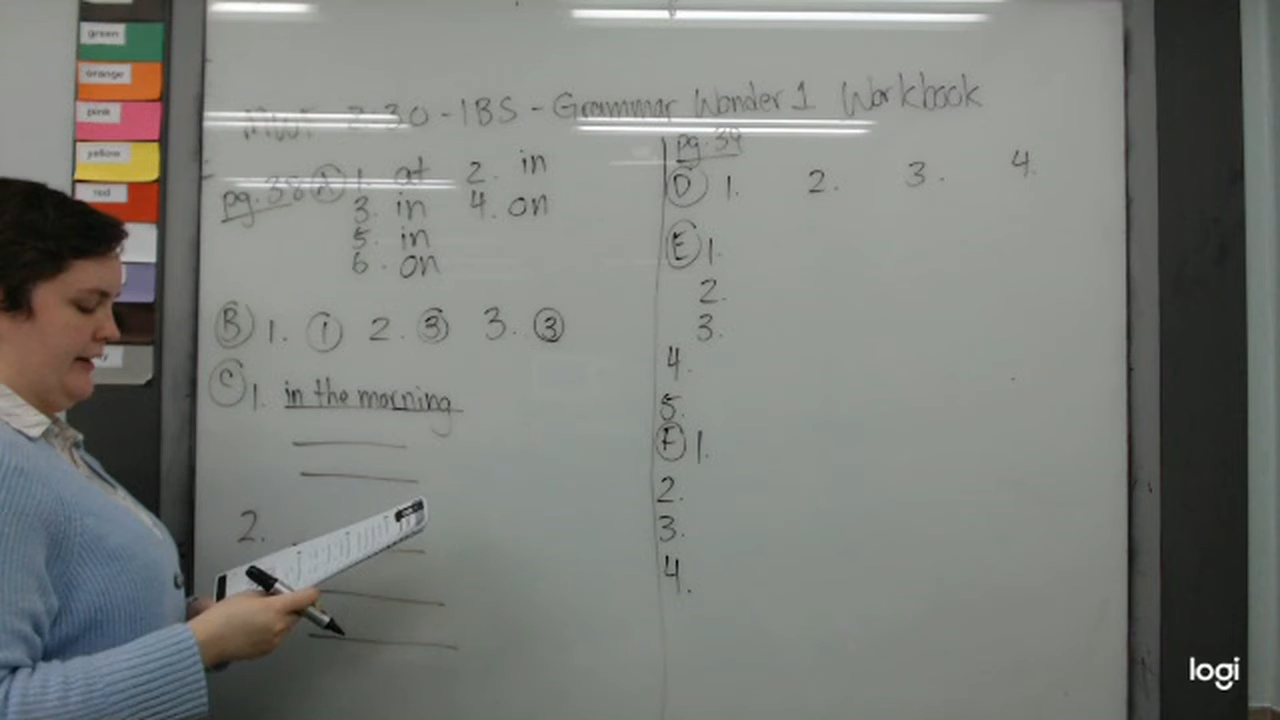 green
orange
pink
yellow
red
2:30 - 1BS - Grammar Wonder 1 Workbook
pg. 38 A 1. at 2. in
3. in 4. on
5. in
6. on
B 1. 1 2. 3 3. 3
C 1. in the morning
2.
pg. 39
D 1. 2. 3. 4.
E 1.
2.
3.
4.
5.
F 1.
2.
3.
4.
logi